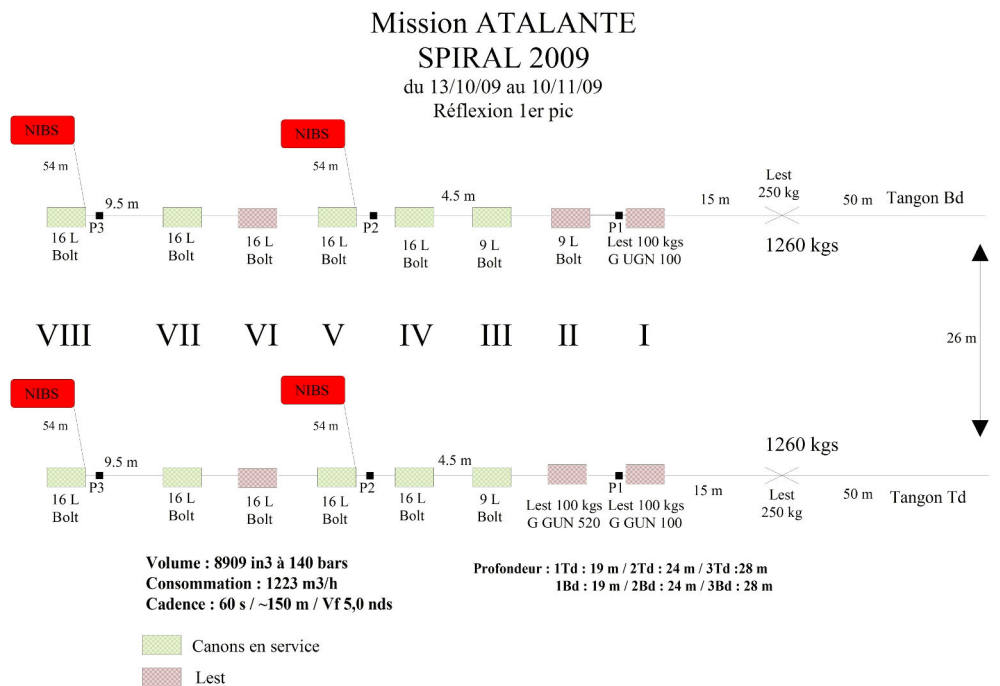 Mission ATALANTE
SPIRAL 2009
du 13/10/09 au 10/11/09
Réflexion 1er pic
NIBS
NIBS
54 m
54 m
9.5 m
4.5 m
15 m
Lest
250 kg
50 m
Tangon Bd
P3
P2
P1
16 L
Bolt
16 L
Bolt
16 L
Bolt
16 L
Bolt
16 L
Bolt
9 L
Bolt
9 L
Bolt
Lest 100 kgs
G UGN 100
1260 kgs
VIII
VII
VI
V
IV
III
II
I
26 m
NIBS
NIBS
54 m
54 m
9.5 m
4.5 m
1260 kgs
P3
P2
P1
15 m
Lest
250 kg
50 m
Tangon Td
16 L
Bolt
16 L
Bolt
16 L
Bolt
16 L
Bolt
16 L
Bolt
9 L
Bolt
Lest 100 kgs
G GUN 520
Lest 100 kgs
G GUN 100
Volume : 8909 in3 à 140 bars
Consommation : 1223 m3/h
Cadence : 60 s / ~150 m / Vf 5,0 nds
Profondeur : 1Td : 19 m / 2Td : 24 m / 3Td :28 m
1Bd : 19 m / 2Bd : 24 m / 3Bd : 28 m
Canons en service
Lest